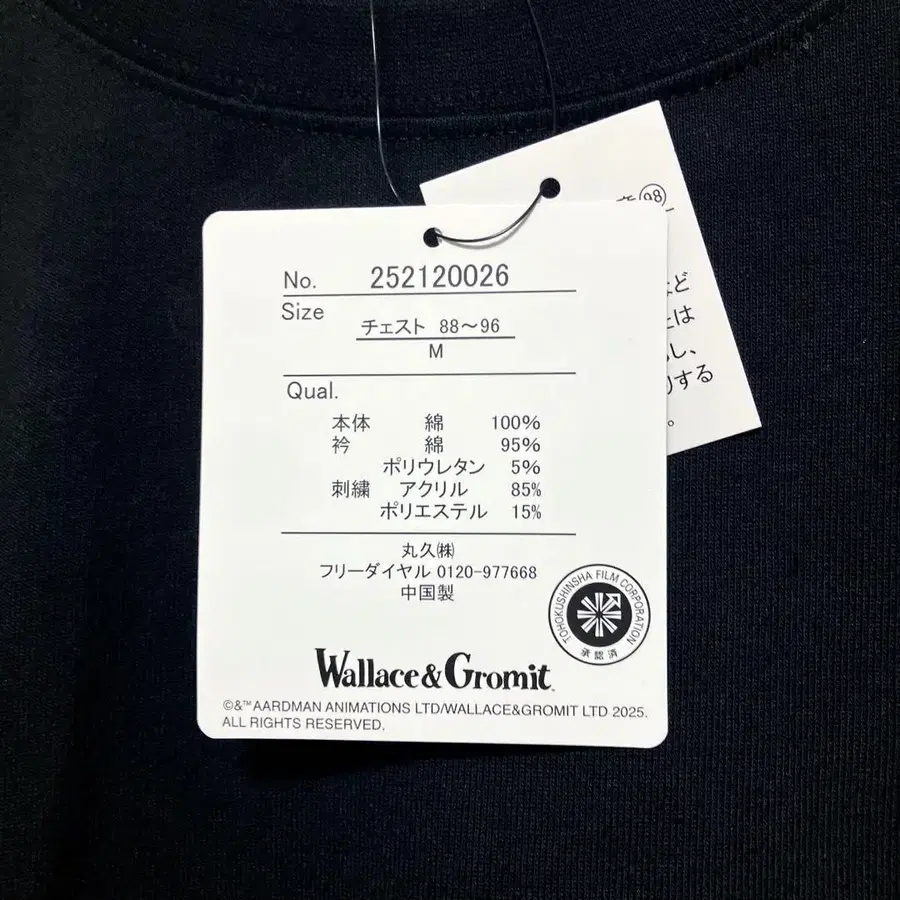 No. 252120026
Size
チェスト 88〜96
M
Qual.
本体 綿 100%
衿 綿 95%
ポリウレタン 5%
刺繍 アクリル 85%
ポリエステル 15%
丸久㈱
フリーダイヤル 0120-977668
中国製
TOHOKUSHINSHA FILM CORPORATION
承認済
Wallace & Gromit
©&™ AARDMAN ANIMATIONS LTD/WALLACE&GROMIT LTD 2025.
ALL RIGHTS RESERVED.
98
など
は
し、
する
。